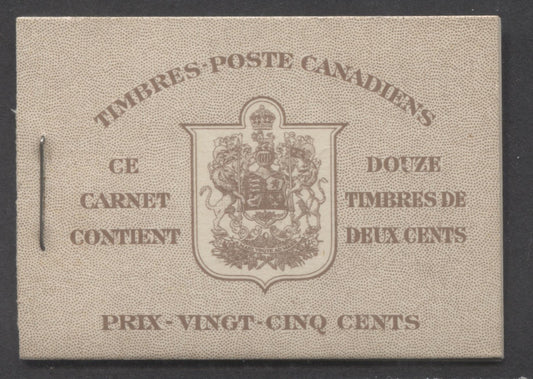 TIMBRES-POSTE CANADIENS
CE DOUZE
CARNET TIMBRES DE
CONTIENT DEUX CENTS
PRIX-VINGT-CINQ CENTS